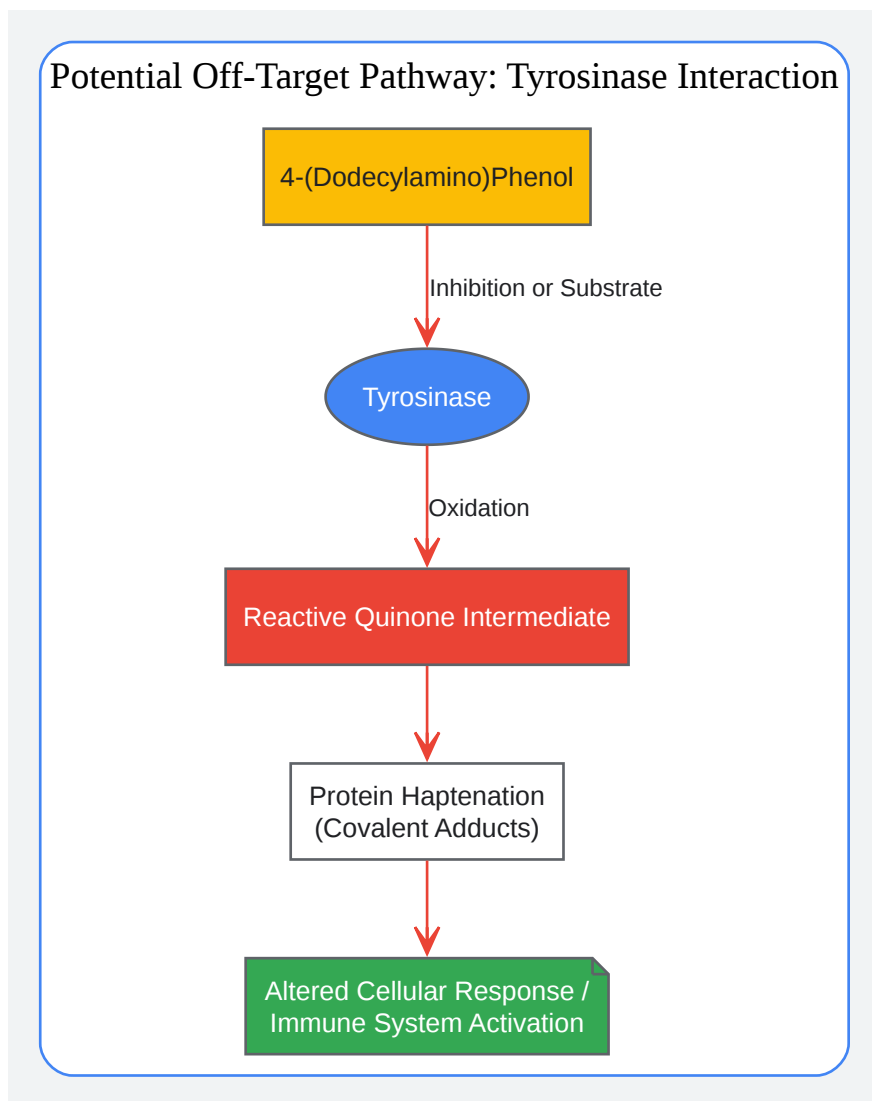 Potential Off-Target Pathway: Tyrosinase Interaction
4-(Dodecylamino)Phenol
Inhibition or Substrate
Tyrosinase
Oxidation
Reactive Quinone Intermediate
Protein Haptenation
(Covalent Adducts)
Altered Cellular Response /
Immune System Activation